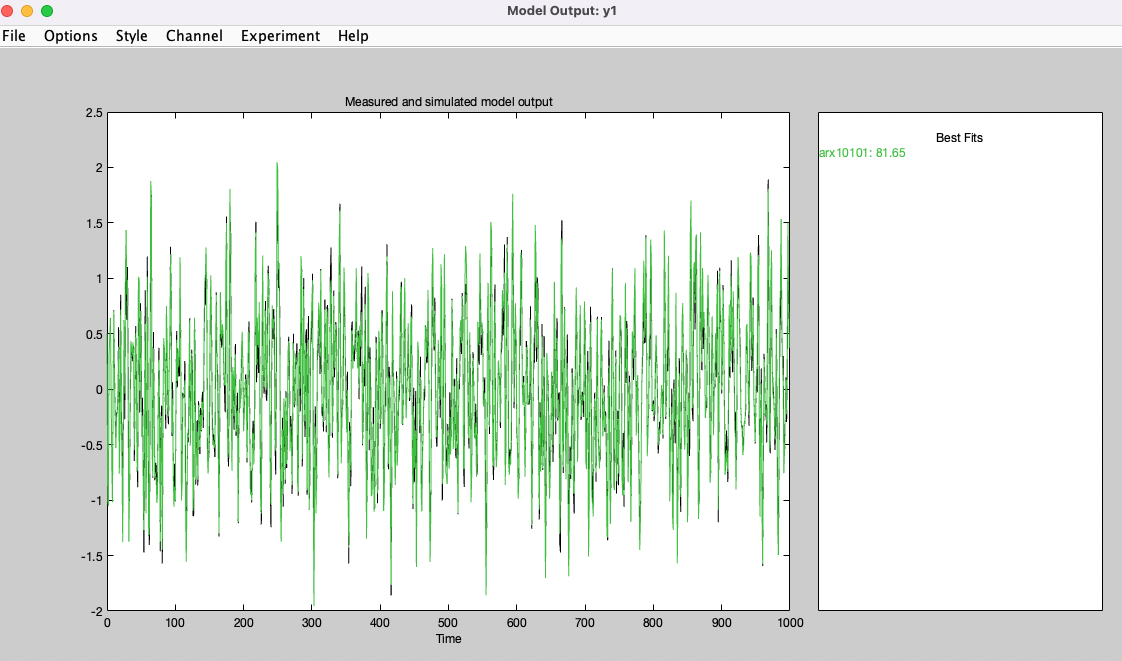 Model Output: y1
File Options Style Channel Experiment Help
Measured and simulated model output
2.5
2
1.5
1
0.5
0
-0.5
-1
-1.5
-2
0 100 200 300 400 500 600 700 800 900 1000
Time
Best Fits
arx10101: 81.65